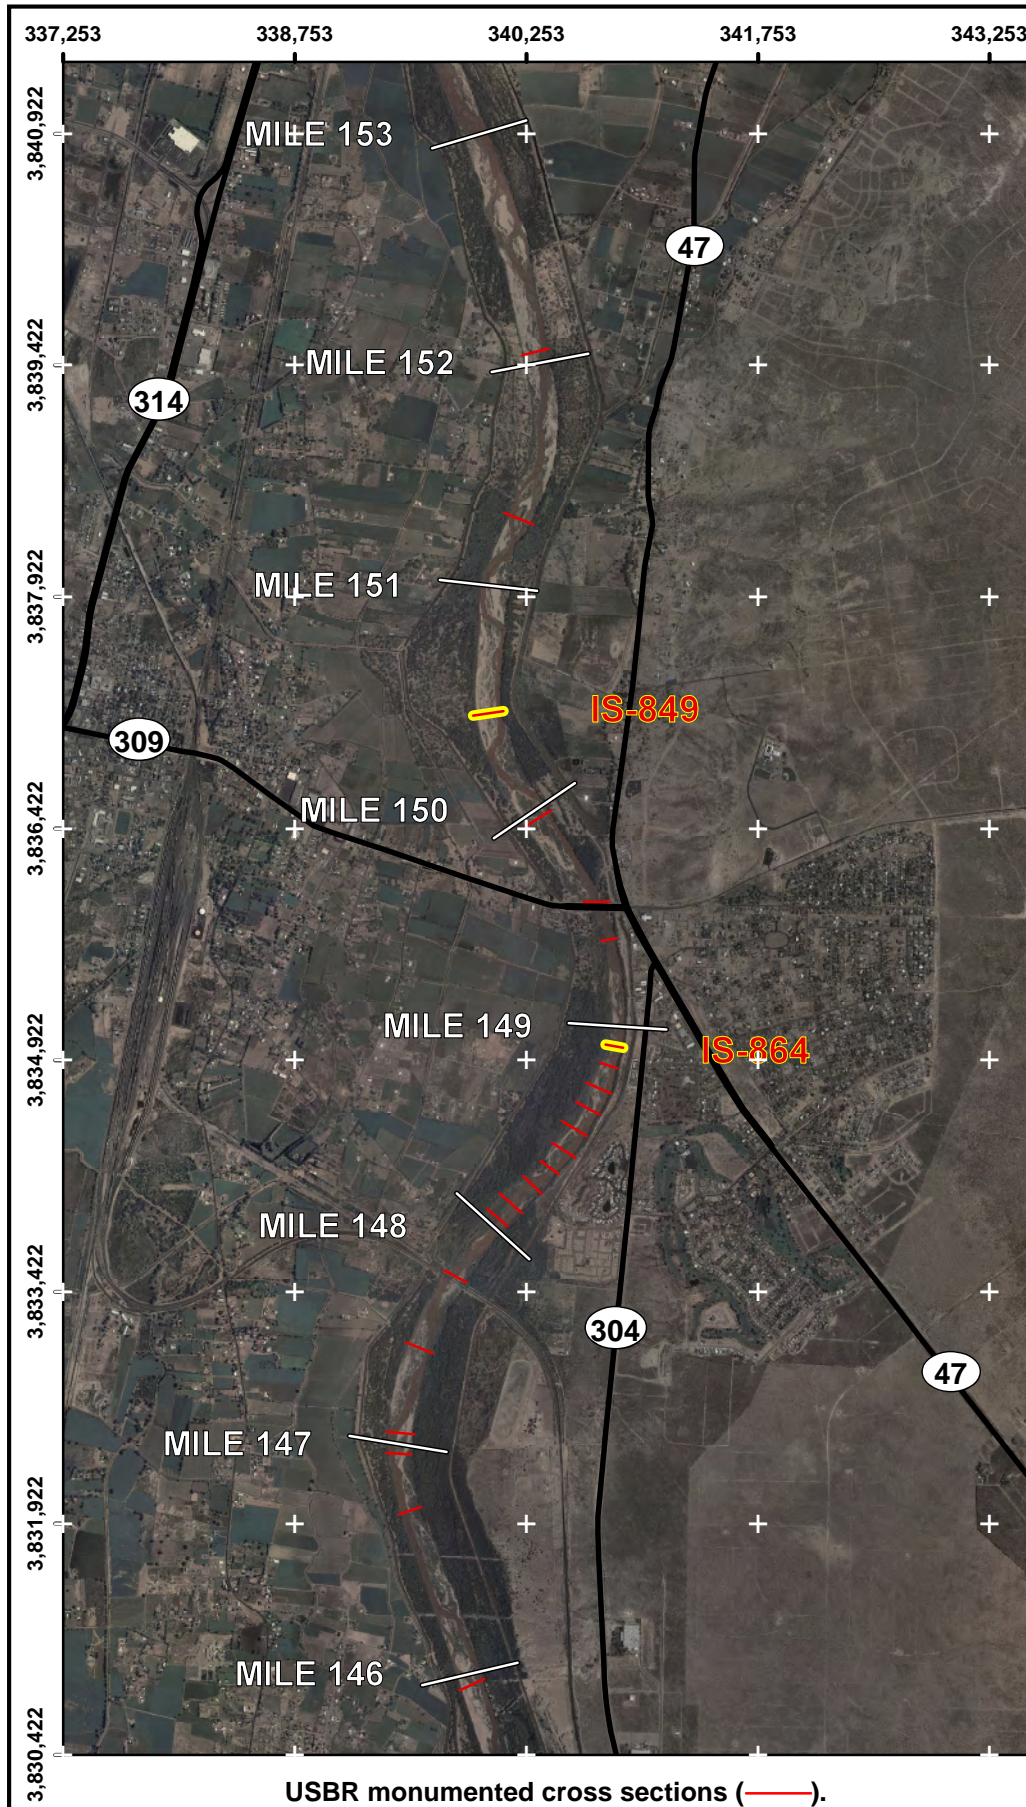 337,253 338,753 340,253 341,753 343,253
3,840,922
MILE 153
47
3,839,422
MILE 152
314
MILE 151
3,837,922
IS-849
309
MILE 150
3,836,422
MILE 149
IS-864
3,834,922
MILE 148
3,833,422
304
47
MILE 147
3,831,922
MILE 146
3,830,422
USBR monumented cross sections (——).